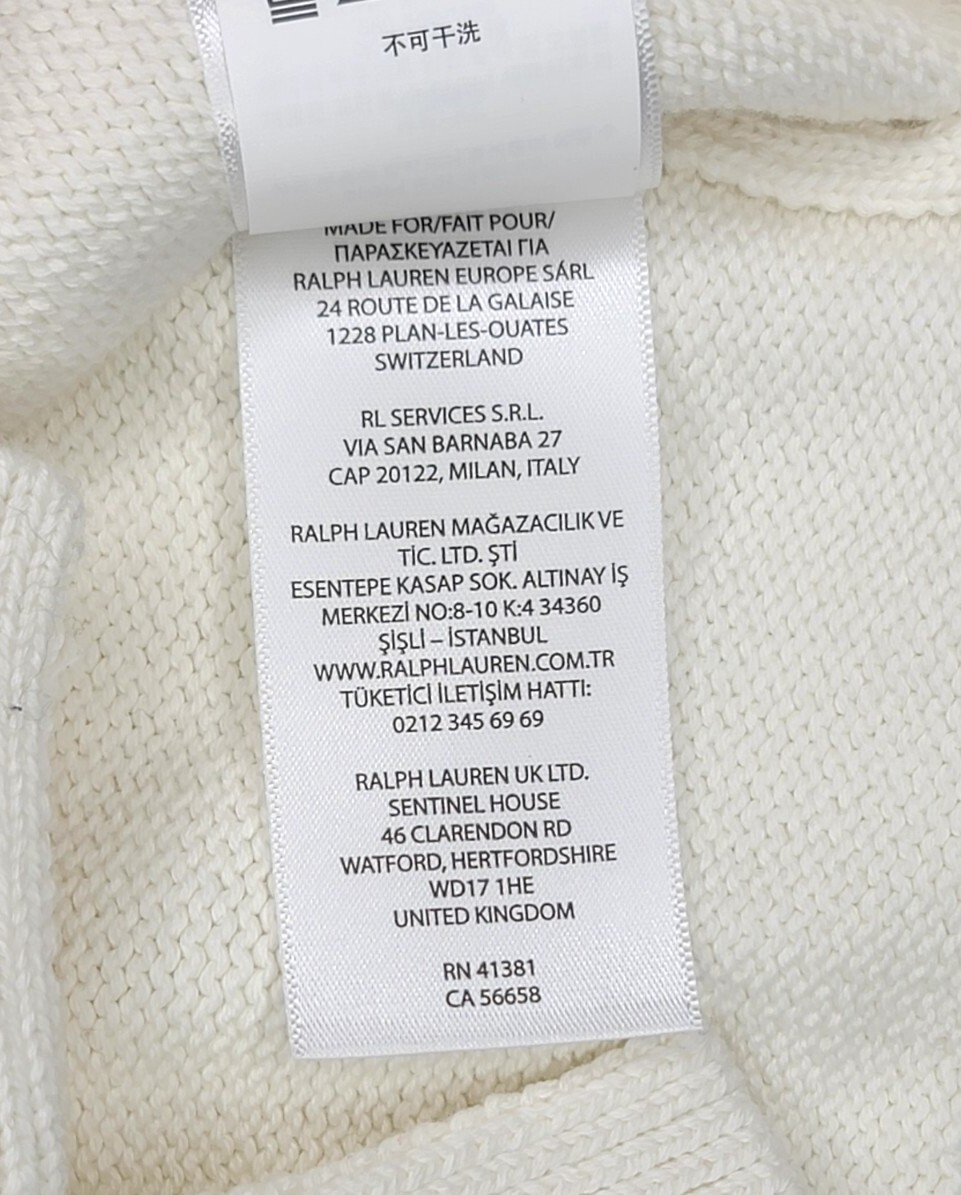 不可干洗
MADE FOR/FAIT POUR/
ΠΑΡΑΣΚΕΥΑΖΕΤΑΙ ΓΙΑ
RALPH LAUREN EUROPE SÁRL
24 ROUTE DE LA GALAISE
1228 PLAN-LES-OUATES
SWITZERLAND
RL SERVICES S.R.L.
VIA SAN BARNABA 27
CAP 20122, MILAN, ITALY
RALPH LAUREN MAĞAZACILIK VE
TİC. LTD. ŞTİ
ESENTEPE KASAP SOK. ALTINAY İŞ
MERKEZİ NO:8-10 K:4 34360
ŞİŞLİ – İSTANBUL
WWW.RALPHLAUREN.COM.TR
TÜKETİCİ İLETİŞİM HATTI:
0212 345 69 69
RALPH LAUREN UK LTD.
SENTINEL HOUSE
46 CLARENDON RD
WATFORD, HERTFORDSHIRE
WD17 1HE
UNITED KINGDOM
RN 41381
CA 56658